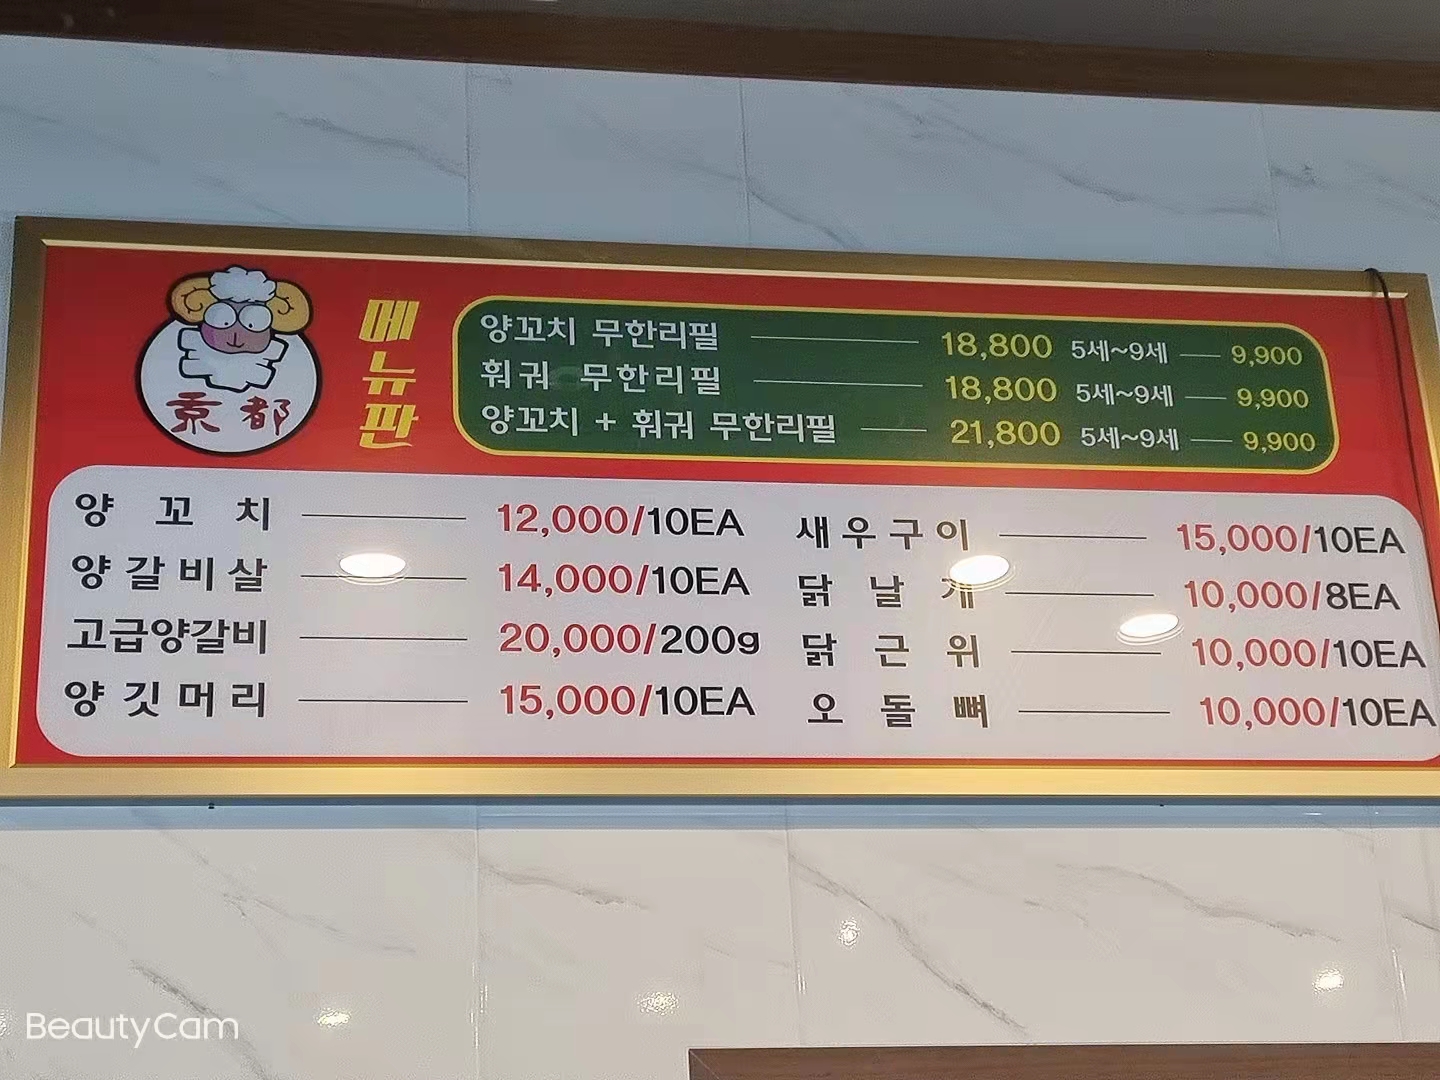 京都
메뉴판
양꼬치 무한리필 18,800 5세~9세 9,900
훠궈 무한리필 18,800 5세~9세 9,900
양꼬치 + 훠궈 무한리필 21,800 5세~9세 9,900
양꼬치 12,000/10EA
양갈비살 14,000/10EA
고급양갈비 20,000/200g
양깃머리 15,000/10EA
새우구이 15,000/10EA
닭날개 10,000/8EA
닭근위 10,000/10EA
오돌뼈 10,000/10EA
BeautyCam